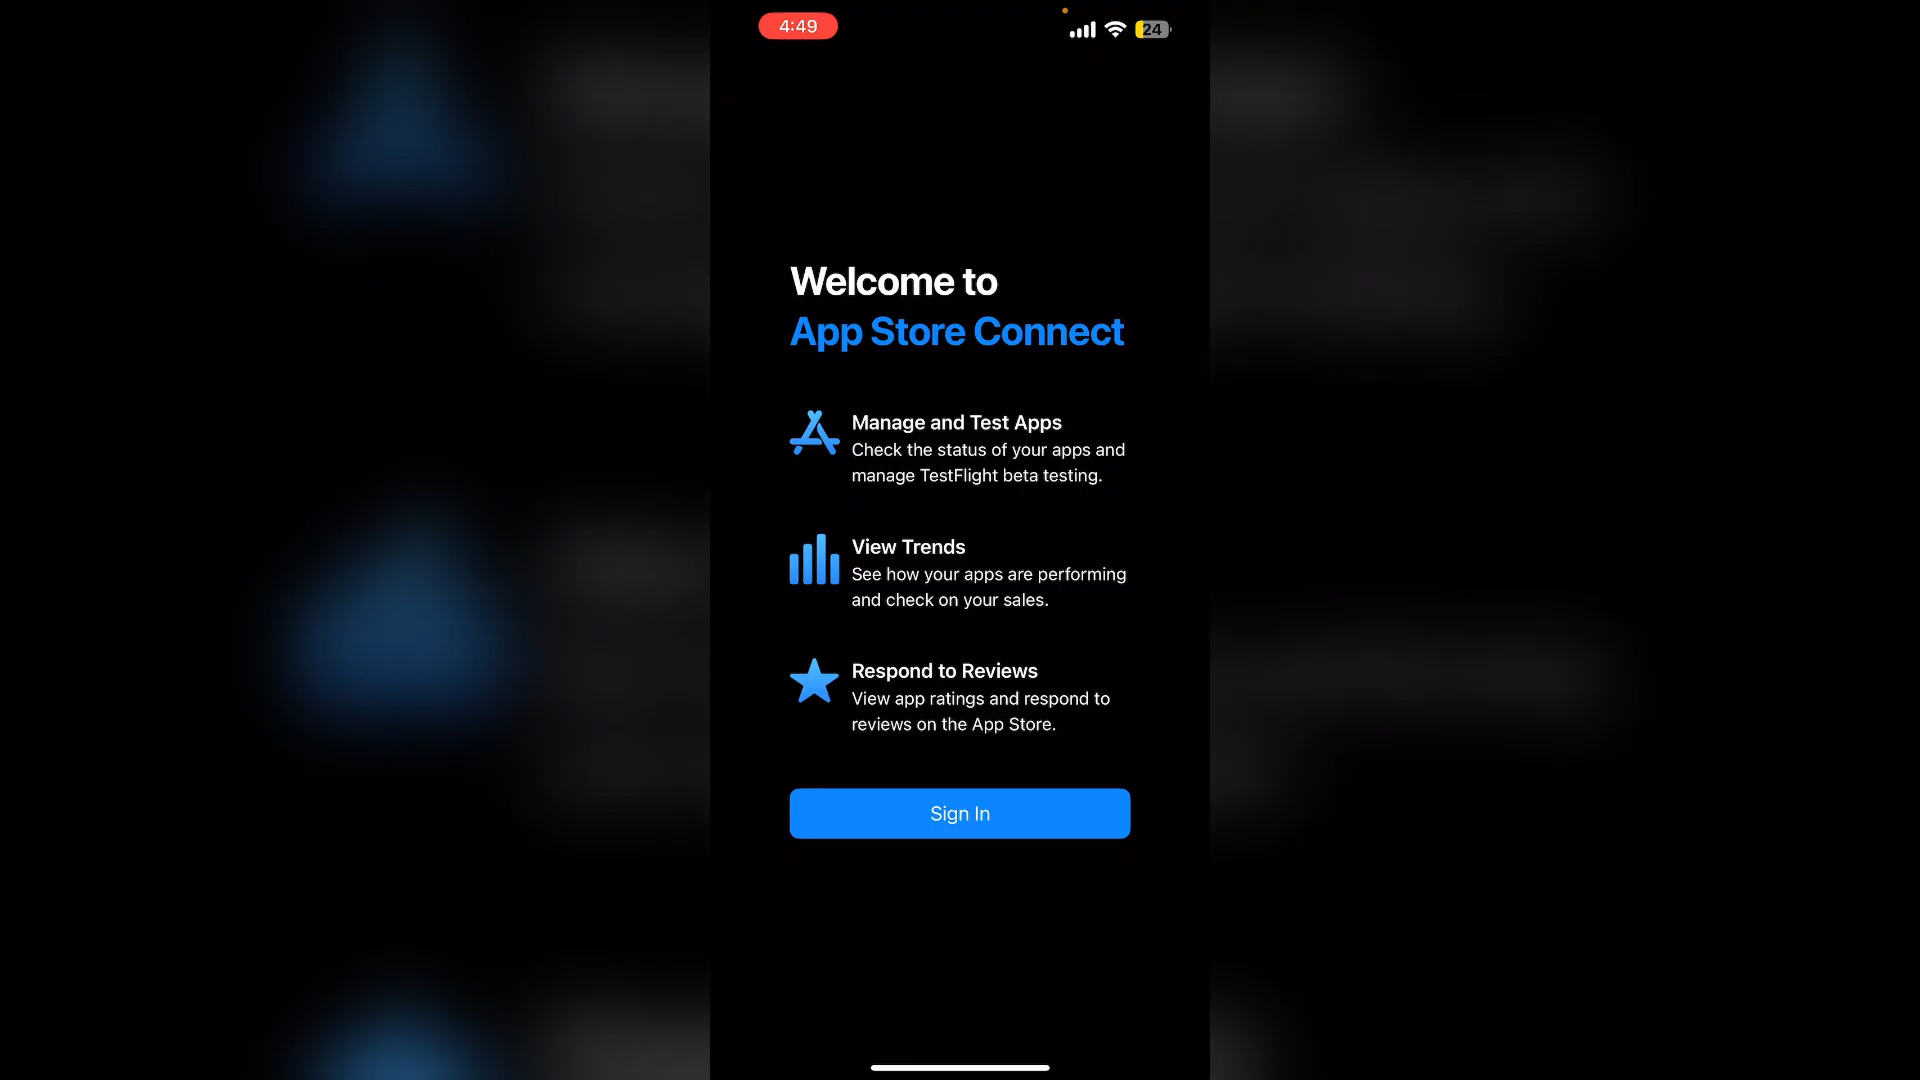 4:49
24
Welcome to
App Store Connect
Manage and Test Apps
Check the status of your apps and
manage TestFlight beta testing.
View Trends
See how your apps are performing
and check on your sales.
Respond to Reviews
View app ratings and respond to
reviews on the App Store.
Sign In